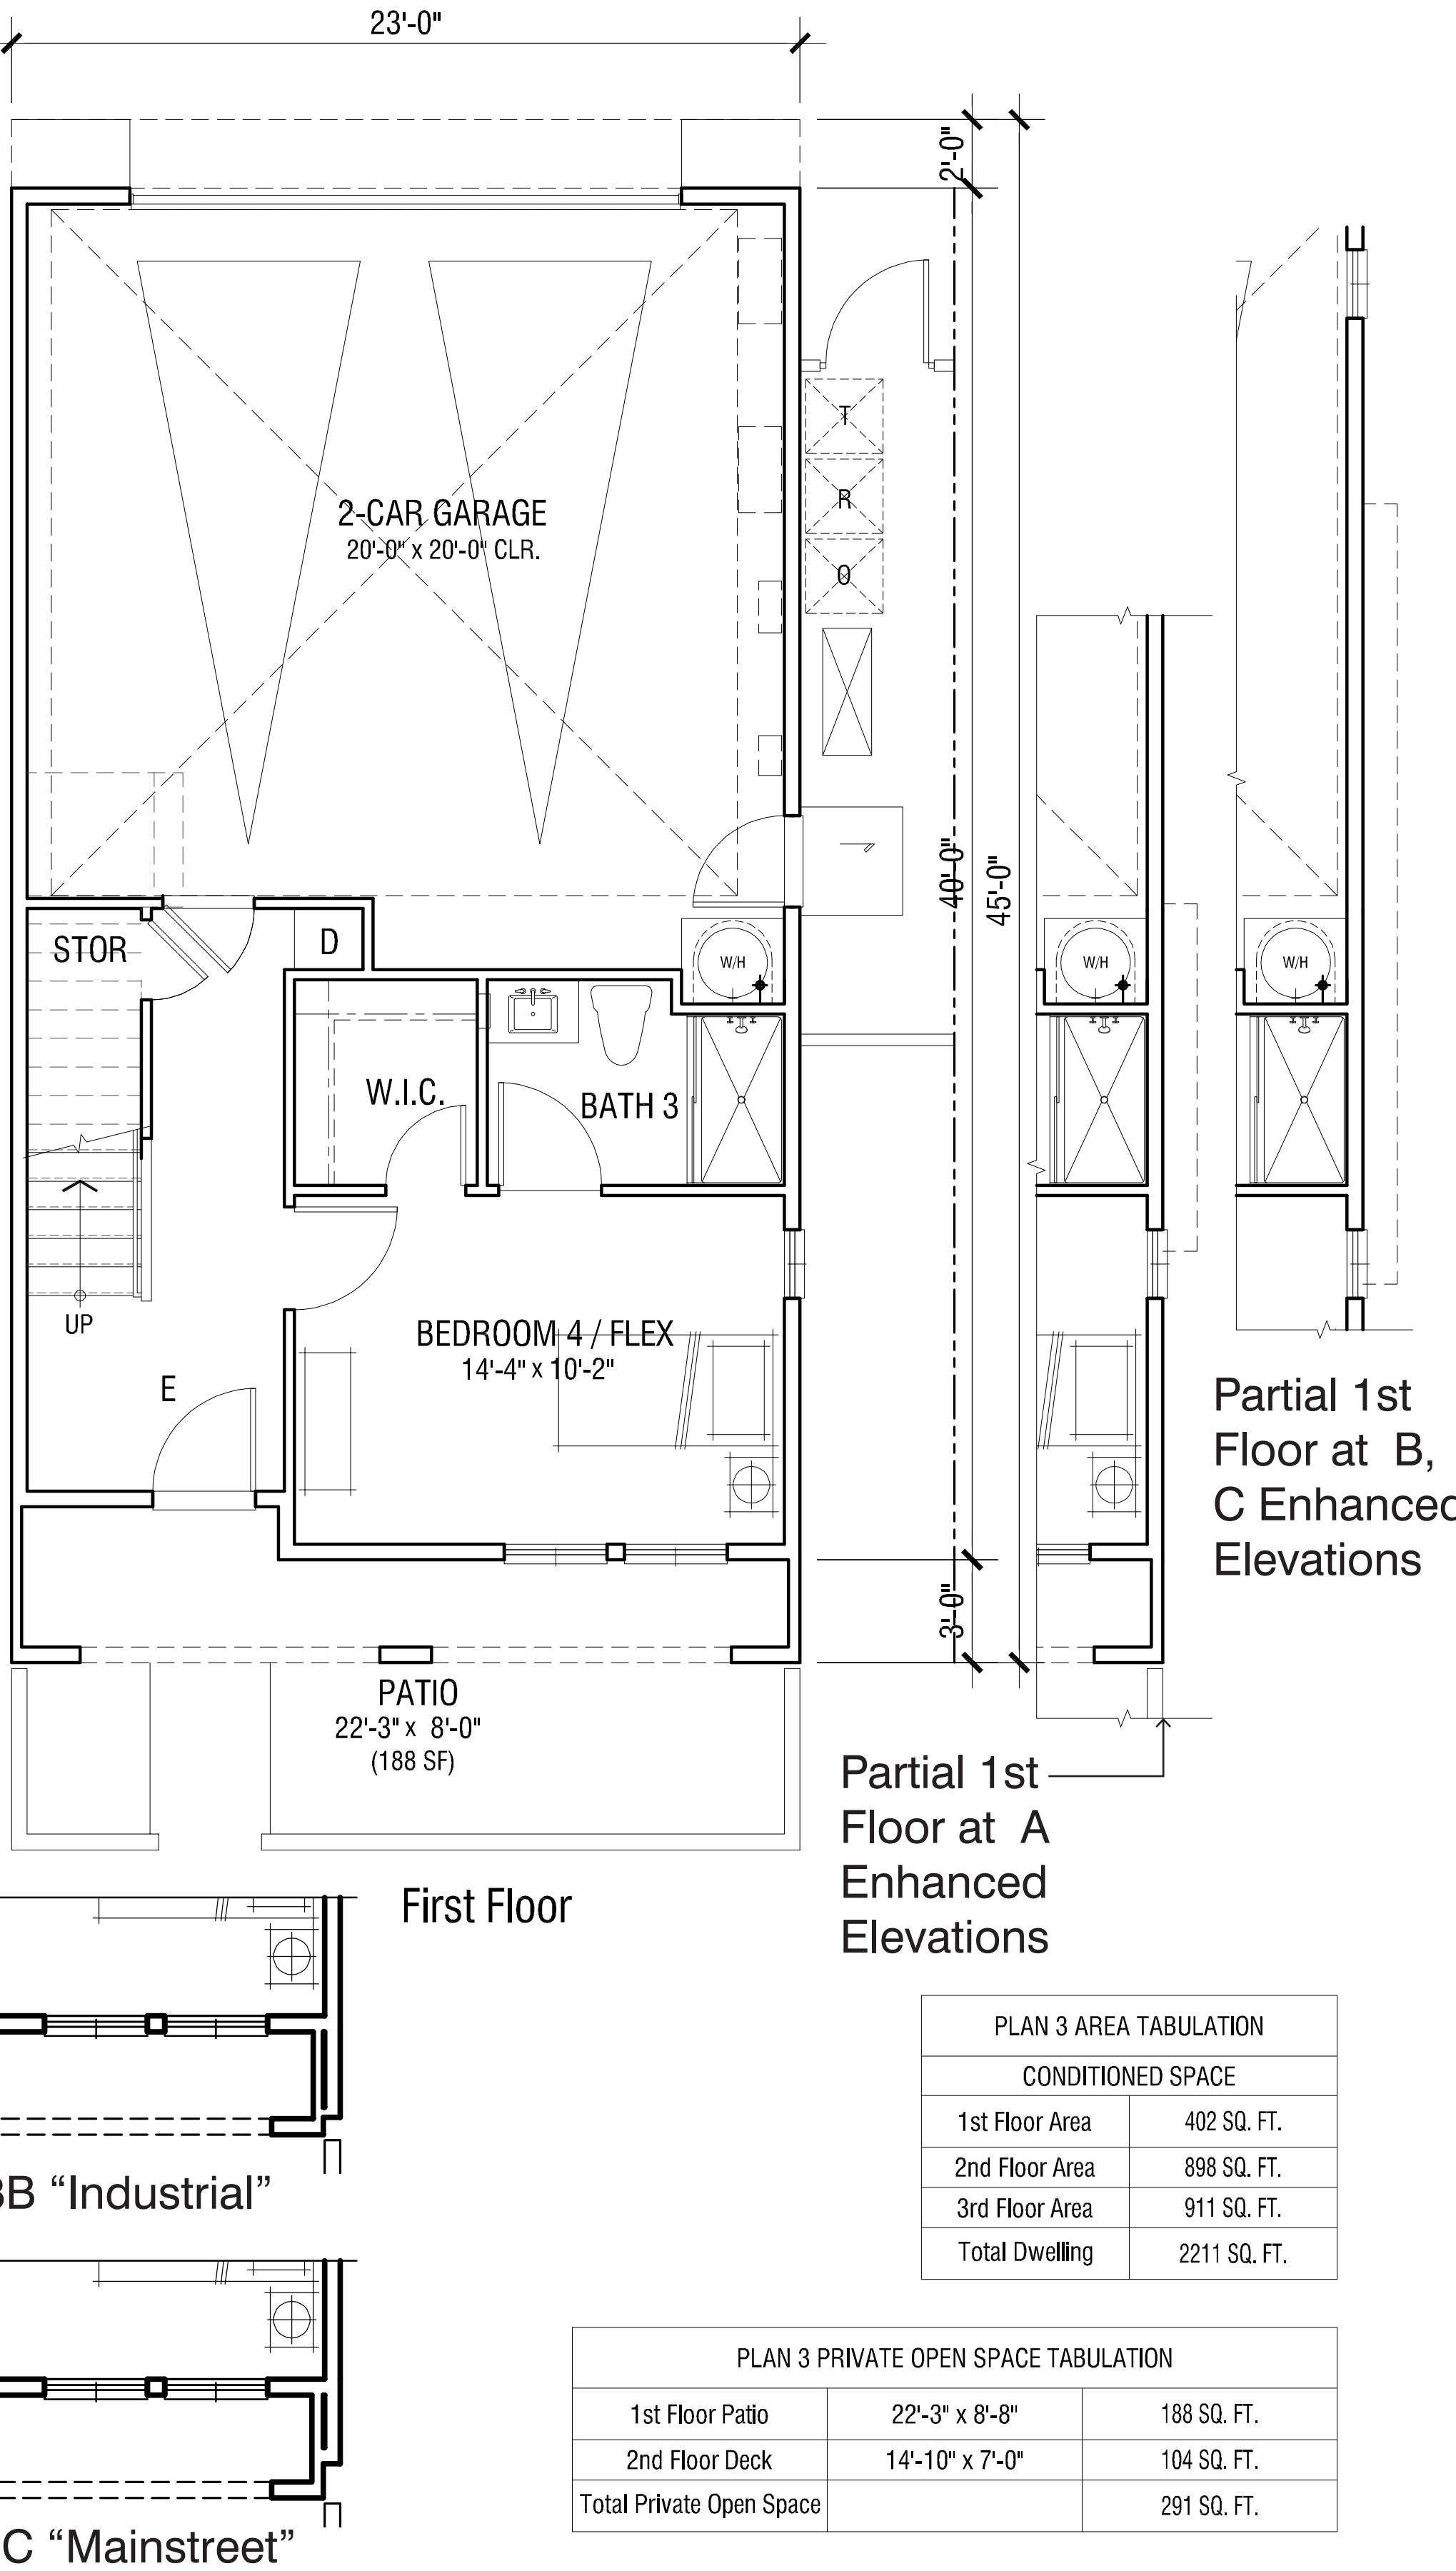 23'-0"
2'-0"
2-CAR GARAGE
20'-0" x 20'-0" CLR.
T
R
O
40'-0"
45'-0"
STOR
D
W/H
W/H
W/H
W.I.C.
BATH 3
UP
BEDROOM 4 / FLEX
14'-4" x 10'-2"
E
Partial 1st
Floor at B,
C Enhanced
Elevations
3'-0"
PATIO
22'-3" x 8'-0"
(188 SF)
Partial 1st
Floor at A
Enhanced
Elevations
First Floor
3B "Industrial"
C "Mainstreet"
PLAN 3 AREA TABULATION
CONDITIONED SPACE
1st Floor Area 402 SQ. FT.
2nd Floor Area 898 SQ. FT.
3rd Floor Area 911 SQ. FT.
Total Dwelling 2211 SQ. FT.
PLAN 3 PRIVATE OPEN SPACE TABULATION
1st Floor Patio 22'-3" x 8'-8" 188 SQ. FT.
2nd Floor Deck 14'-10" x 7'-0" 104 SQ. FT.
Total Private Open Space 291 SQ. FT.